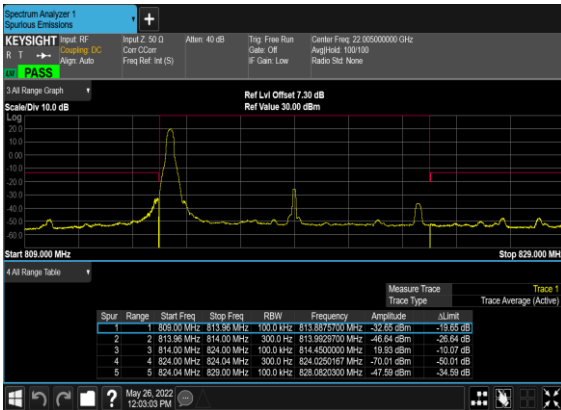 Spectrum Analyzer 1
Spurious Emissions
+
KEYSIGHT Input: RF Input Z: 50 Ω Atten: 40 dB Trig: Free Run Center Freq: 22.005000000 GHz
R T Coupling: DC Corr CCorr Gate: Off Avg|Hold: 100/100
Align: Auto Freq Ref: Int (S) IF Gain: Low Radio Std: None
PASS
3 All Range Graph
Ref Lvl Offset 7.30 dB
Scale/Div 10.0 dB Ref Value 30.00 dBm
Log
20.0
10.0
0.00
-10.0
-20.0
-30.0
-40.0
-50.0
-60.0
Start 809.000 MHz Stop 829.000 MHz
4 All Range Table
Measure Trace Trace 1
Trace Type Trace Average (Active)
Spur Range Start Freq Stop Freq RBW Frequency Amplitude ΔLimit
1 1 809.00 MHz 813.96 MHz 100.0 kHz 813.8875700 MHz -32.65 dBm -19.65 dB
2 2 813.96 MHz 814.00 MHz 300.0 Hz 813.9929700 MHz -46.64 dBm -26.64 dB
3 3 814.00 MHz 824.00 MHz 100.0 kHz 814.4500000 MHz 19.93 dBm -10.07 dB
4 4 824.00 MHz 824.04 MHz 300.0 Hz 824.0250167 MHz -70.01 dBm -50.01 dB
5 5 824.04 MHz 829.00 MHz 100.0 kHz 828.0820300 MHz -47.59 dBm -34.59 dB
? May 26, 2022
12:03:03 PM